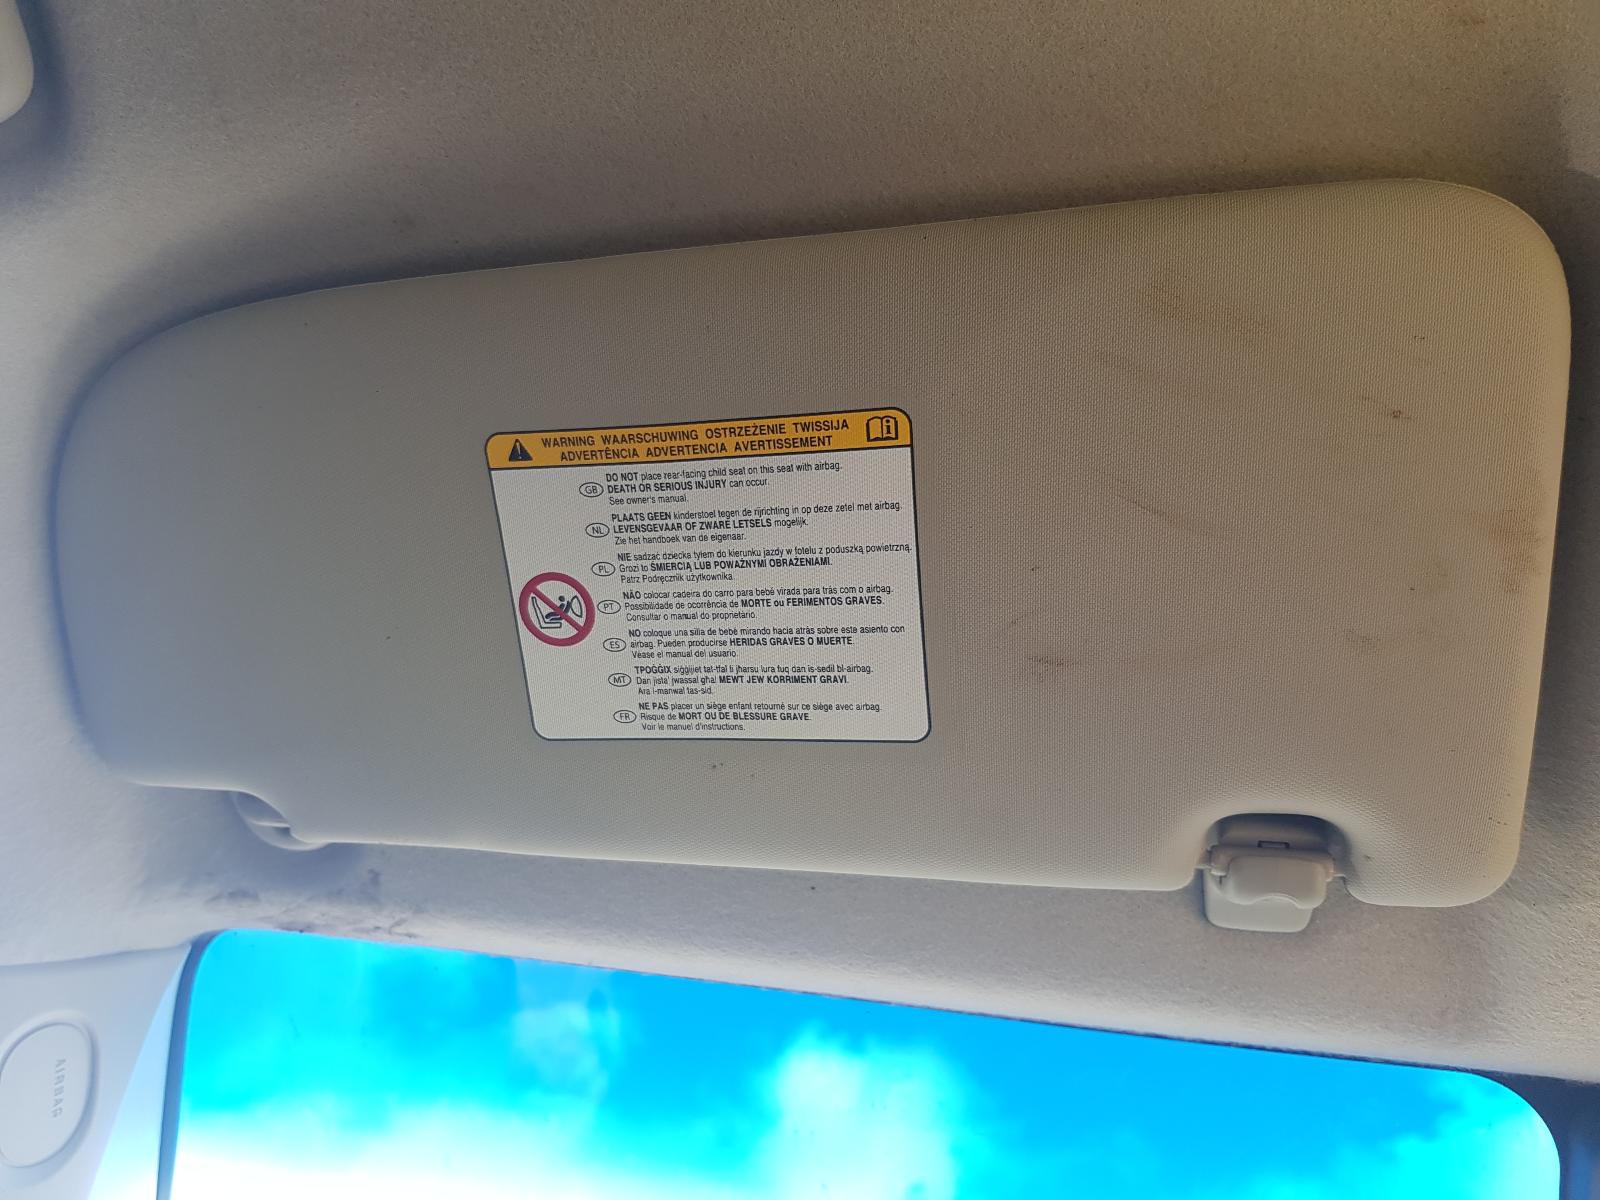 WARNING WAARSCHUWING OSTRZEŻENIE TWISSIJA
ADVERTÊNCIA ADVERTENCIA AVERTISSEMENT
DO NOT place rear-facing child seat on this seat with airbag.
GB DEATH OR SERIOUS INJURY can occur.
See owner's manual.
PLAATS GEEN kinderstoel tegen de rijrichting in op deze zetel met airbag.
NL LEVENSGEVAAR OF ZWARE LETSELS mogelijk.
Zie het handboek van de eigenaar.
NIE sadzać dziecka tyłem do kierunku jazdy w fotelu z poduszką powietrzną.
PL Grozi to ŚMIERCIĄ LUB POWAŻNYMI OBRAŻENIAMI.
Patrz Podręcznik użytkownika.
NÃO colocar cadeira do carro para bebé virada para trás com o airbag.
PT Possibilidade de ocorrência de MORTE ou FERIMENTOS GRAVES.
Consultar o manual do proprietário.
NO coloque una silla de bebé mirando hacia atrás sobre este asiento con
ES airbag. Pueden producirse HERIDAS GRAVES O MUERTE.
Véase el manual del usuario.
TPOĠĠIX siġġijiet tat-tfal li jħarsu lura fuq dan is-sedil bl-airbag.
MT Dan jista' jwassal għal MEWT JEW KORRIMENT GRAVI.
Ara l-manwal tas-sid.
NE PAS placer un siège enfant retourné sur ce siège avec airbag.
FR Risque de MORT OU DE BLESSURE GRAVE.
Voir le manuel d'instructions.
AIRBAG